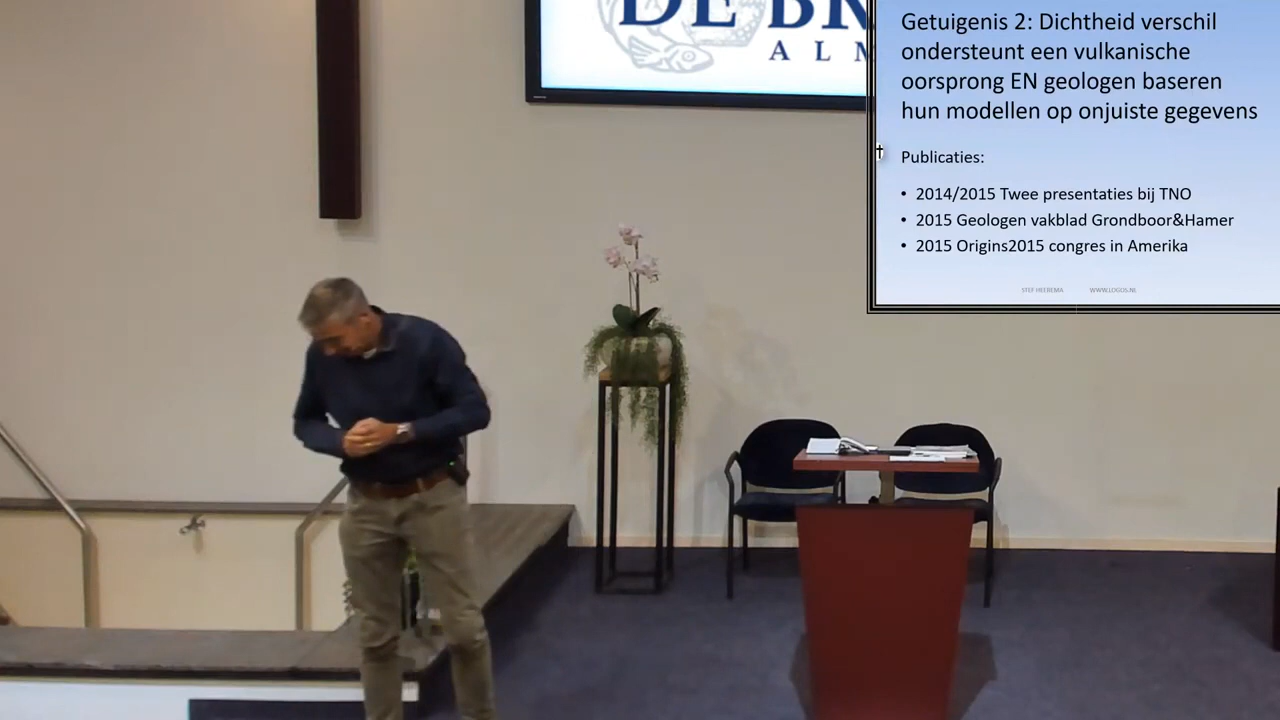 DE BR
ALM
Getuigenis 2: Dichtheid verschil
ondersteunt een vulkanische
oorsprong EN geologen baseren
hun modellen op onjuiste gegevens
Publicaties:
• 2014/2015 Twee presentaties bij TNO
• 2015 Geologen vakblad Grondboor&Hamer
• 2015 Origins2015 congres in Amerika
STEF HEEREMA WWW.LOGOS.NL